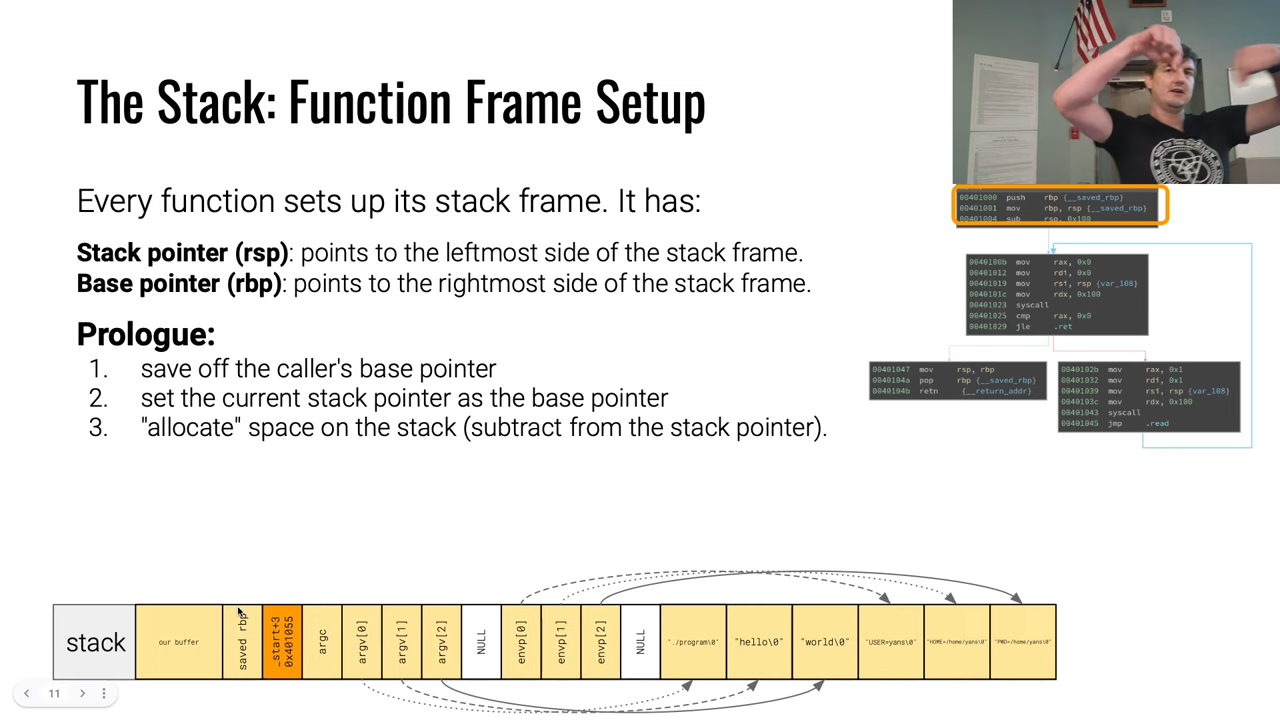 The Stack: Function Frame Setup
Every function sets up its stack frame. It has:
Stack pointer (rsp): points to the leftmost side of the stack frame.
Base pointer (rbp): points to the rightmost side of the stack frame.
Prologue:
1. save off the caller's base pointer
2. set the current stack pointer as the base pointer
3. "allocate" space on the stack (subtract from the stack pointer).
00401000 push rbp {__saved_rbp}
00401001 mov rbp, rsp {__saved_rbp}
00401004 sub rsp, 0x100
0040100b mov rax, 0x0
00401012 mov rdi, 0x0
00401019 mov rsi, rsp {var_108}
0040101c mov rdx, 0x100
00401023 syscall
00401025 cmp rax, 0x0
00401029 jle .ret
00401047 mov rsp, rbp
0040104a pop rbp {__saved_rbp}
0040104b retn {__return_addr}
0040102b mov rax, 0x1
00401032 mov rdi, 0x1
00401039 mov rsi, rsp {var_108}
0040103c mov rdx, 0x100
00401043 syscall
00401045 jmp .read
stack
our buffer
saved rbp
_start+3
0x401055
argc
argv[0]
argv[1]
argv[2]
NULL
envp[0]
envp[1]
envp[2]
NULL
"./program\0"
"hello\0"
"world\0"
"USER=yans\0"
"HOME=/home/yans\0"
"PWD=/home/yans\0"
11